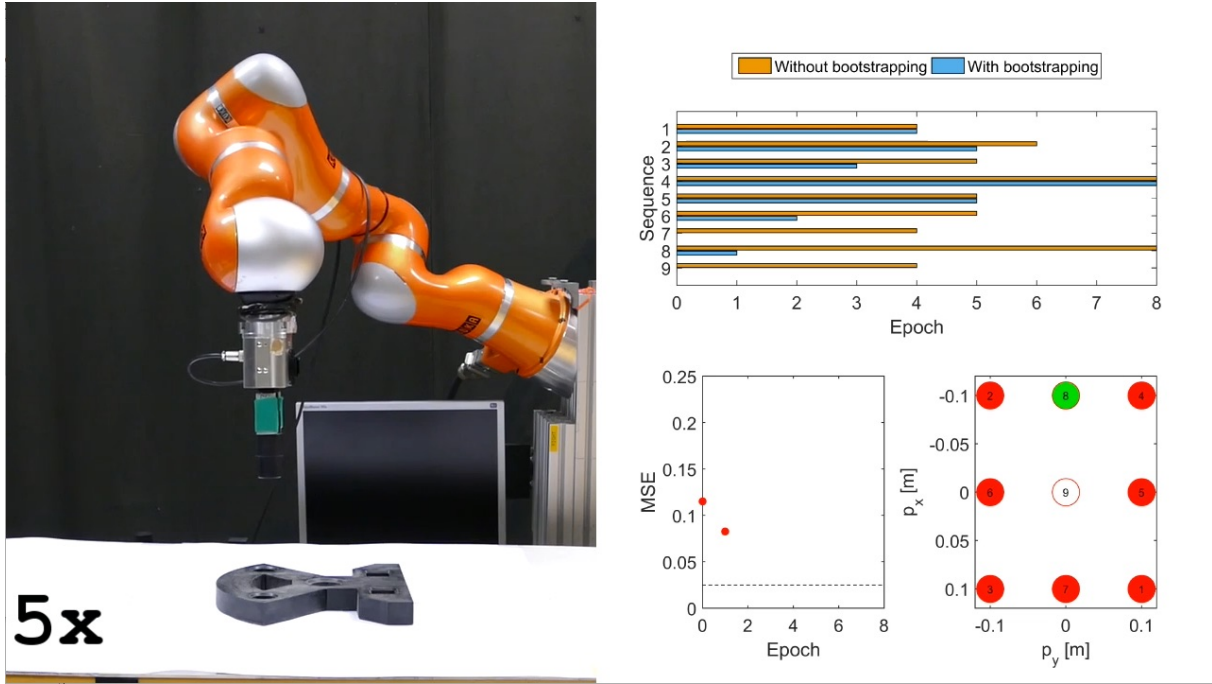 5x
Without bootstrapping With bootstrapping
Sequence
1
2
3
4
5
6
7
8
9
0 1 2 3 4 5 6 7 8
Epoch
MSE
0.25
0.2
0.15
0.1
0.05
0
0 2 4 6 8
Epoch
p_x [m]
-0.1
-0.05
0
0.05
0.1
2 8 4
6 9 5
3 7 1
-0.1 0 0.1
p_y [m]